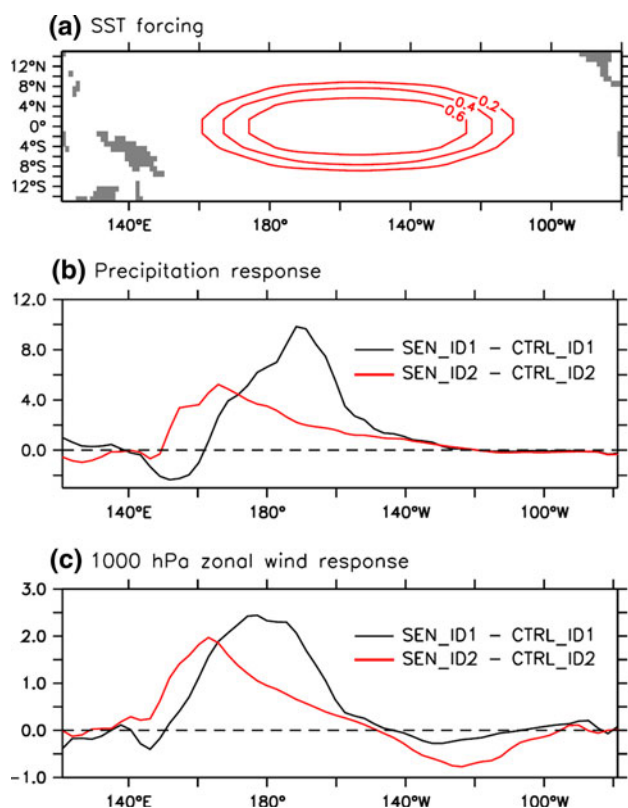 (a) SST forcing
12°N
8°N
4°N
0°
4°S
8°S
12°S
0.2
0.4
0.6
140°E 180° 140°W 100°W
(b) Precipitation response
12.0
8.0
4.0
0.0
SEN_ID1 – CTRL_ID1
SEN_ID2 – CTRL_ID2
140°E 180° 140°W 100°W
(c) 1000 hPa zonal wind response
3.0
2.0
1.0
0.0
-1.0
SEN_ID1 – CTRL_ID1
SEN_ID2 – CTRL_ID2
140°E 180° 140°W 100°W